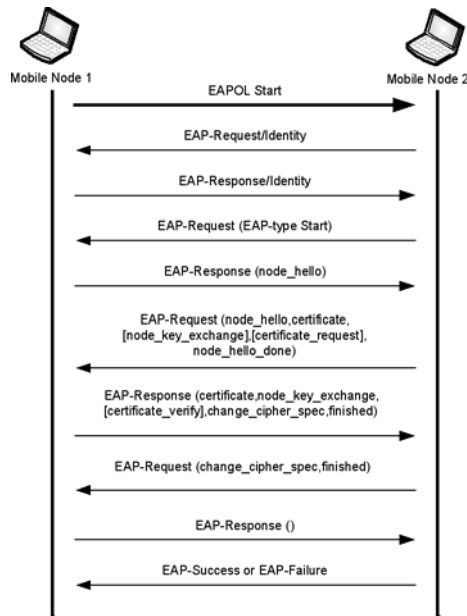 Mobile Node 1
Mobile Node 2
EAPOL Start
EAP-Request/Identity
EAP-Response/Identity
EAP-Request (EAP-type Start)
EAP-Response (node_hello)
EAP-Request (node_hello,certificate,
[node_key_exchange],[certificate_request],
node_hello_done)
EAP-Response (certificate,node_key_exchange,
[certificate_verify],change_cipher_spec,finished)
EAP-Request (change_cipher_spec,finished)
EAP-Response ()
EAP-Success or EAP-Failure